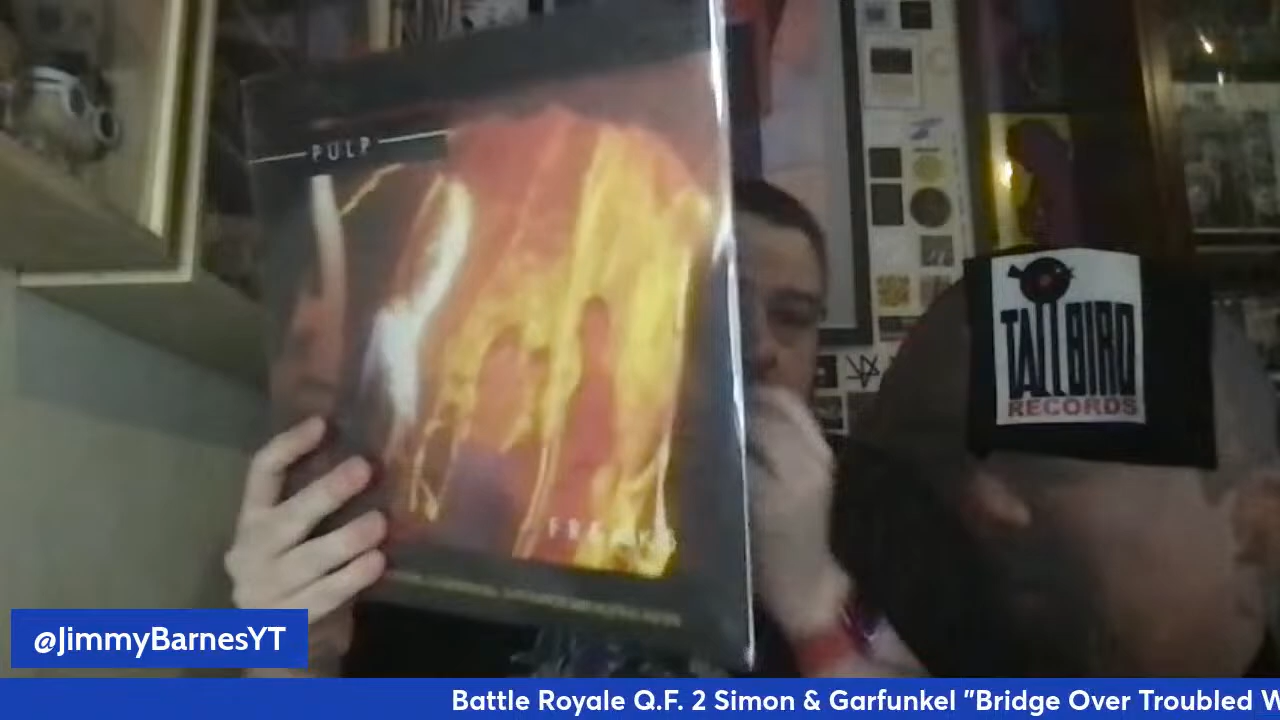 PULP
FREAKS
TALLBIRD
RECORDS
@JimmyBarnesYT
Battle Royale Q.F. 2 Simon & Garfunkel "Bridge Over Troubled W